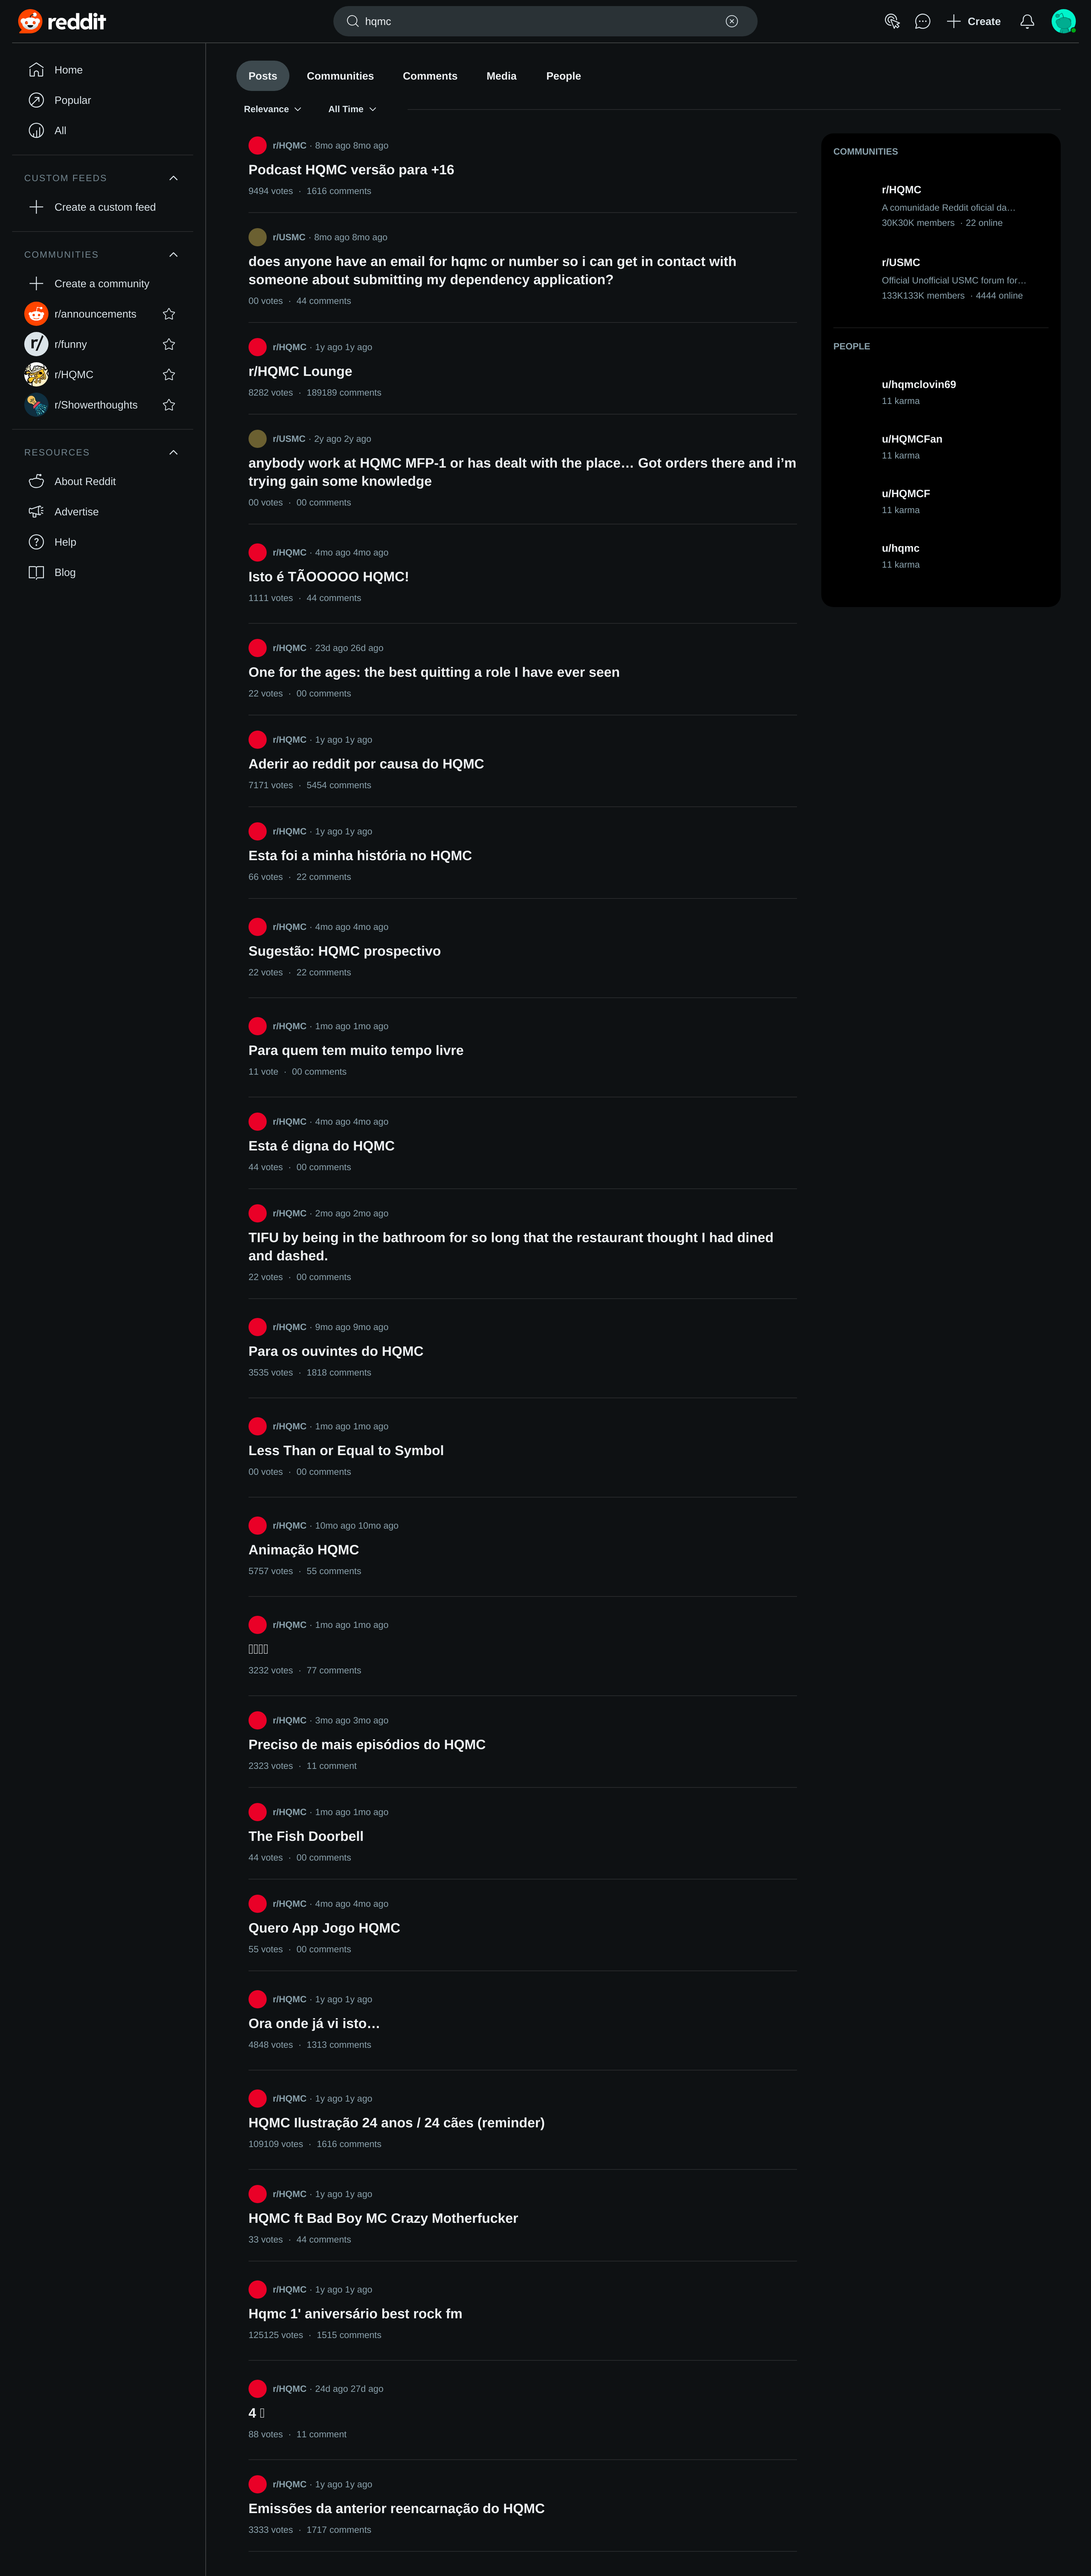 reddit
hqmc
Create
Home
Popular
All
CUSTOM FEEDS
Create a custom feed
COMMUNITIES
Create a community
r/announcements
r/
r/funny
r/HQMC
r/Showerthoughts
RESOURCES
About Reddit
Advertise
Help
Blog
Posts Communities Comments Media People
Relevance All Time
r/HQMC · 8mo ago 8mo ago
Podcast HQMC versão para +16
9494 votes · 1616 comments
r/USMC · 8mo ago 8mo ago
does anyone have an email for hqmc or number so i can get in contact with
someone about submitting my dependency application?
00 votes · 44 comments
r/HQMC · 1y ago 1y ago
r/HQMC Lounge
8282 votes · 189189 comments
r/USMC · 2y ago 2y ago
anybody work at HQMC MFP-1 or has dealt with the place… Got orders there and i’m
trying gain some knowledge
00 votes · 00 comments
r/HQMC · 4mo ago 4mo ago
Isto é TÃOOOOO HQMC!
1111 votes · 44 comments
r/HQMC · 23d ago 26d ago
One for the ages: the best quitting a role I have ever seen
22 votes · 00 comments
r/HQMC · 1y ago 1y ago
Aderir ao reddit por causa do HQMC
7171 votes · 5454 comments
r/HQMC · 1y ago 1y ago
Esta foi a minha história no HQMC
66 votes · 22 comments
r/HQMC · 4mo ago 4mo ago
Sugestão: HQMC prospectivo
22 votes · 22 comments
r/HQMC · 1mo ago 1mo ago
Para quem tem muito tempo livre
11 vote · 00 comments
r/HQMC · 4mo ago 4mo ago
Esta é digna do HQMC
44 votes · 00 comments
r/HQMC · 2mo ago 2mo ago
TIFU by being in the bathroom for so long that the restaurant thought I had dined
and dashed.
22 votes · 00 comments
r/HQMC · 9mo ago 9mo ago
Para os ouvintes do HQMC
3535 votes · 1818 comments
r/HQMC · 1mo ago 1mo ago
Less Than or Equal to Symbol
00 votes · 00 comments
r/HQMC · 10mo ago 10mo ago
Animação HQMC
5757 votes · 55 comments
r/HQMC · 1mo ago 1mo ago
3232 votes · 77 comments
r/HQMC · 3mo ago 3mo ago
Preciso de mais episódios do HQMC
2323 votes · 11 comment
r/HQMC · 1mo ago 1mo ago
The Fish Doorbell
44 votes · 00 comments
r/HQMC · 4mo ago 4mo ago
Quero App Jogo HQMC
55 votes · 00 comments
r/HQMC · 1y ago 1y ago
Ora onde já vi isto…
4848 votes · 1313 comments
r/HQMC · 1y ago 1y ago
HQMC Ilustração 24 anos / 24 cães (reminder)
109109 votes · 1616 comments
r/HQMC · 1y ago 1y ago
HQMC ft Bad Boy MC Crazy Motherfucker
33 votes · 44 comments
r/HQMC · 1y ago 1y ago
Hqmc 1' aniversário best rock fm
125125 votes · 1515 comments
r/HQMC · 24d ago 27d ago
4
88 votes · 11 comment
r/HQMC · 1y ago 1y ago
Emissões da anterior reencarnação do HQMC
3333 votes · 1717 comments
COMMUNITIES
r/HQMC
A comunidade Reddit oficial da…
30K30K members · 22 online
r/USMC
Official Unofficial USMC forum for…
133K133K members · 4444 online
PEOPLE
u/hqmclovin69
11 karma
u/HQMCFan
11 karma
u/HQMCF
11 karma
u/hqmc
11 karma